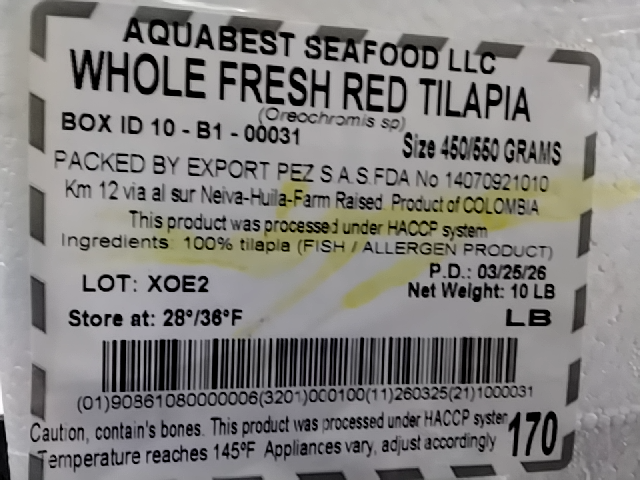 AQUABEST SEAFOOD LLC
WHOLE FRESH RED TILAPIA
(Oreochromis sp)
BOX ID 10 - B1 - 00031
Size 450/550 GRAMS
PACKED BY EXPORT PEZ S.A.S.FDA No 14070921010
Km 12 via al sur Neiva-Huila-Farm Raised. Product of COLOMBIA
This product was processed under HACCP system
Ingredients: 100% tilapia (FISH / ALLERGEN PRODUCT)
P.D.: 03/25/26
LOT: XOE2
Net Weight: 10 LB
Store at: 28°/36°F
LB
(01)90861080000006(3201)000100(11)260325(21)1000031
Caution, contain's bones. This product was processed under HACCP syster
Temperature reaches 145°F Appliances vary, adjust accordingly
170